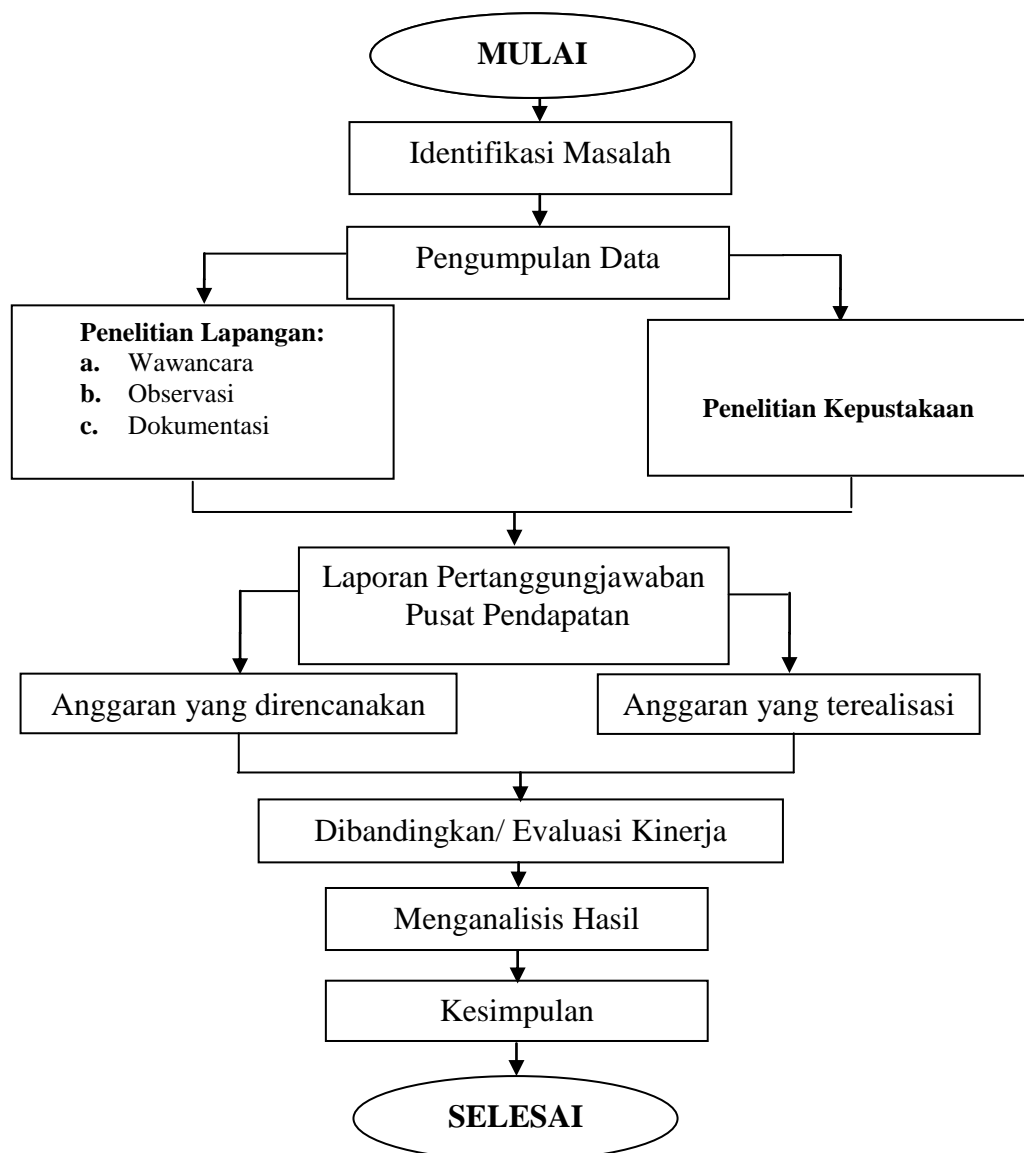 MULAI
Identifikasi Masalah
Pengumpulan Data
Penelitian Lapangan:
a. Wawancara
b. Observasi
c. Dokumentasi
Penelitian Kepustakaan
Laporan Pertanggungjawaban
Pusat Pendapatan
Anggaran yang direncanakan
Anggaran yang terealisasi
Dibandingkan/ Evaluasi Kinerja
Menganalisis Hasil
Kesimpulan
SELESAI